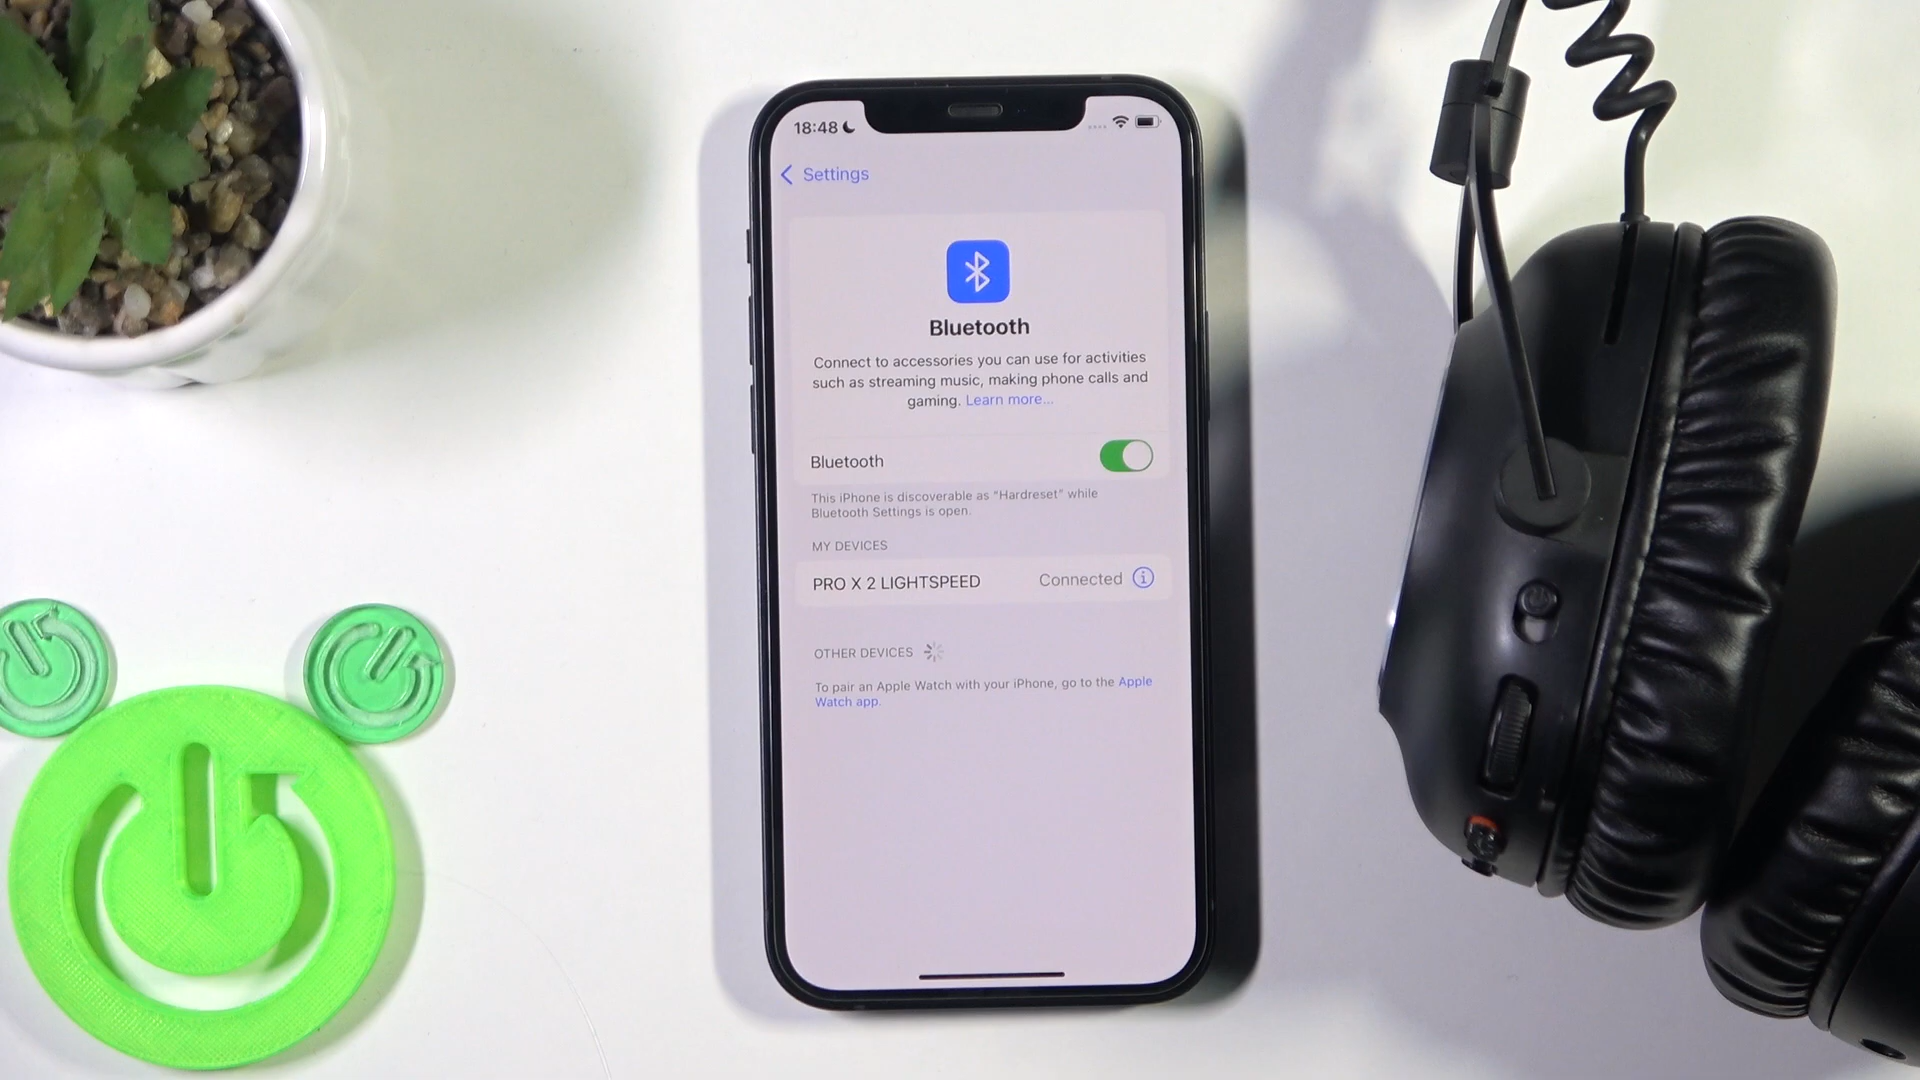 18:48
Settings
Bluetooth
Connect to accessories you can use for activities
such as streaming music, making phone calls and
gaming. Learn more...
Bluetooth
This iPhone is discoverable as “Hardreset” while
Bluetooth Settings is open.
MY DEVICES
PRO X 2 LIGHTSPEED Connected
OTHER DEVICES
To pair an Apple Watch with your iPhone, go to the Apple
Watch app.